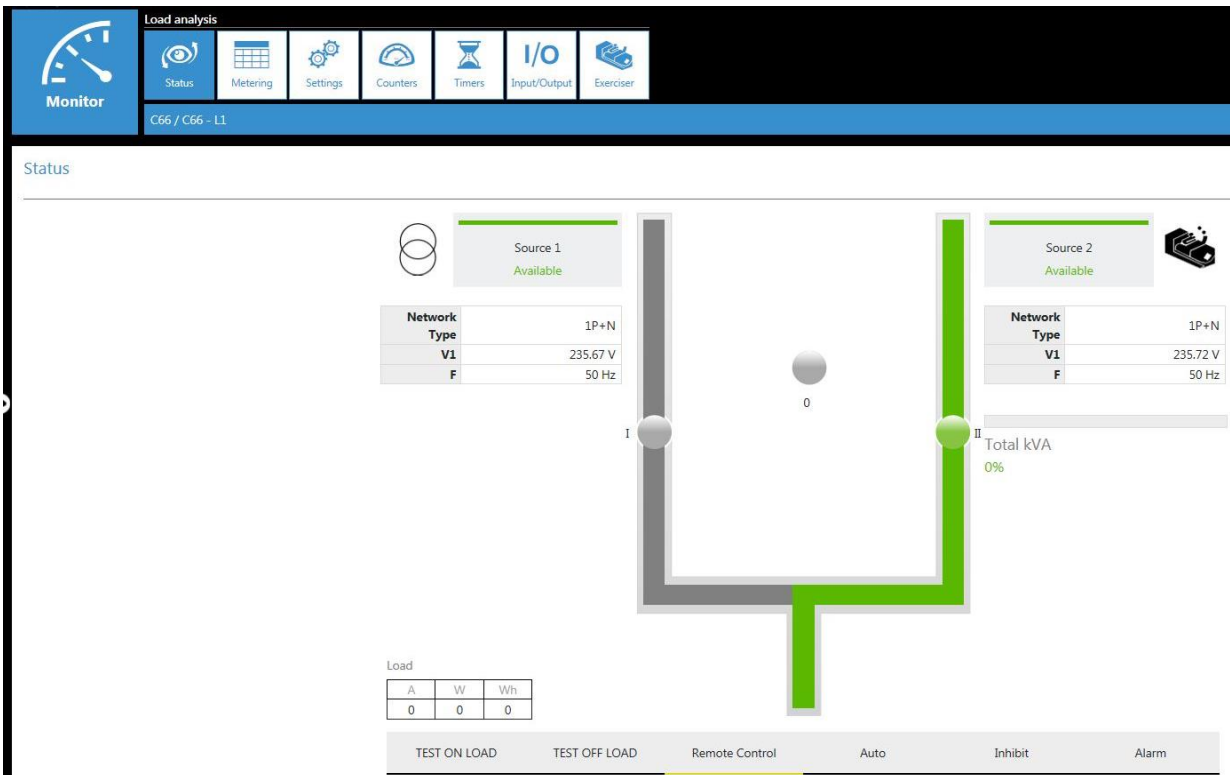 Load analysis
Monitor
Status
Metering
Settings
Counters
Timers
I/O
Input/Output
Exerciser
C66 / C66 - L1
Status
Source 1
Available
Network Type 1P+N
V1 235.67 V
F 50 Hz
0
I
II
Source 2
Available
Network Type 1P+N
V1 235.72 V
F 50 Hz
Total kVA
0%
Load
A W Wh
0 0 0
TEST ON LOAD TEST OFF LOAD Remote Control Auto Inhibit Alarm